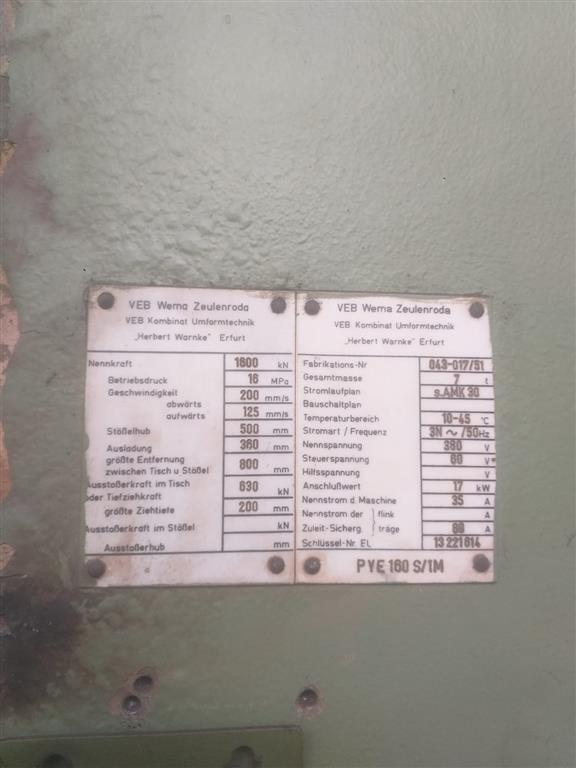 VEB Wema Zeulenroda
VEB Kombinat Umformtechnik
„Herbert Warnke" Erfurt
Nennkraft 1600 kN
Betriebsdruck 16 MPa
Geschwindigkeit
abwärts 200 mm/s
aufwärts 125 mm/s
Stößelhub 500 mm
Ausladung 360 mm
größte Entfernung
zwischen Tisch u Stößel 800 mm
Ausstoßerkraft im Tisch
oder Tiefziehkraft 630 kN
größte Ziehtiefe 200 mm
Ausstoßerkraft im Stößel kN
Ausstoßerhub mm
VEB Wema Zeulenroda
VEB Kombinat Umformtechnik
„Herbert Warnke" Erfurt
Fabrikations-Nr 043-017/51
Gesamtmasse 7 t
Stromlaufplan s.AMK 30
Bauschaltplan
Temperaturbereich 10-45 °C
Stromart / Frequenz 3N ~ /50Hz
Nennspannung 380 V
Steuerspannung 60 V
Hilfsspannung V
Anschlußwert 17 kW
Nennstrom d. Maschine 35 A
Nennstrom der } flink A
Zuleit-Sicherg } träge 80 A
Schlüssel-Nr. EL 13 221 614
PYE 160 S/1M